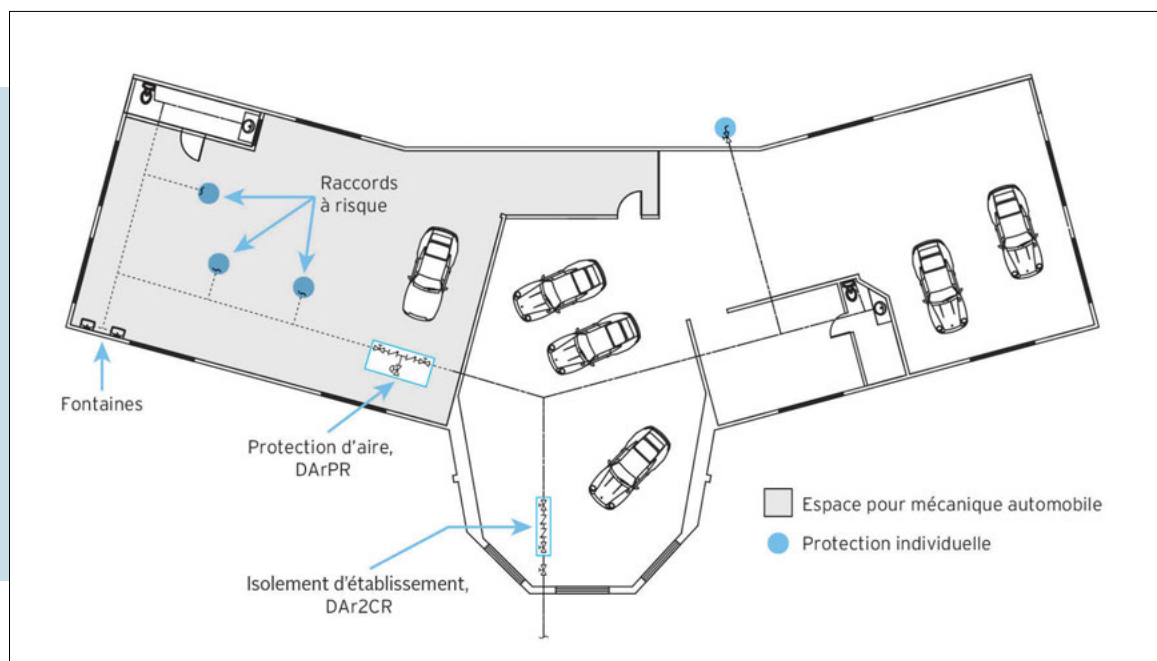 Raccords
à risque
Fontaines
Protection d'aire,
DArPR
Isolement d'établissement,
DAr2CR
Espace pour mécanique automobile
Protection individuelle